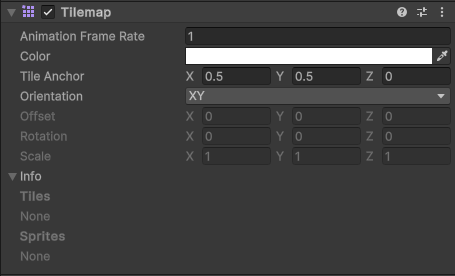 Tilemap
Animation Frame Rate 1
Color
Tile Anchor X 0.5 Y 0.5 Z 0
Orientation XY
Offset X 0 Y 0 Z 0
Rotation X 0 Y 0 Z 0
Scale X 1 Y 1 Z 1
Info
Tiles
None
Sprites
None